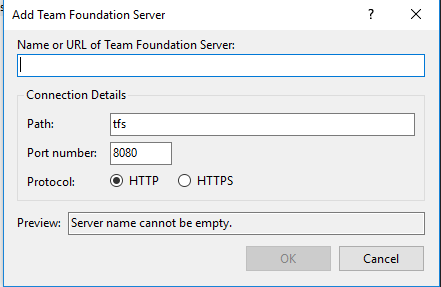 Add Team Foundation Server
Name or URL of Team Foundation Server:
Connection Details
Path: tfs
Port number: 8080
Protocol: HTTP HTTPS
Preview: Server name cannot be empty.
OK Cancel